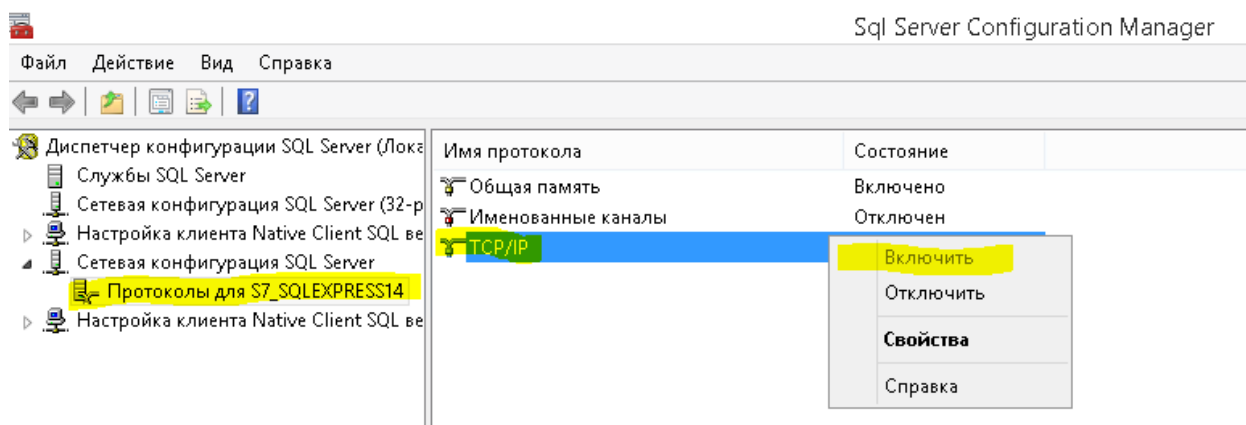 Sql Server Configuration Manager
Файл Действие Вид Справка
Диспетчер конфигурации SQL Server (Лока
Службы SQL Server
Сетевая конфигурация SQL Server (32-р
Настройка клиента Native Client SQL ве
Сетевая конфигурация SQL Server
Протоколы для S7_SQLEXPRESS14
Настройка клиента Native Client SQL ве
Имя протокола Состояние
Общая память Включено
Именованные каналы Отключен
TCP/IP
Включить
Отключить
Свойства
Справка